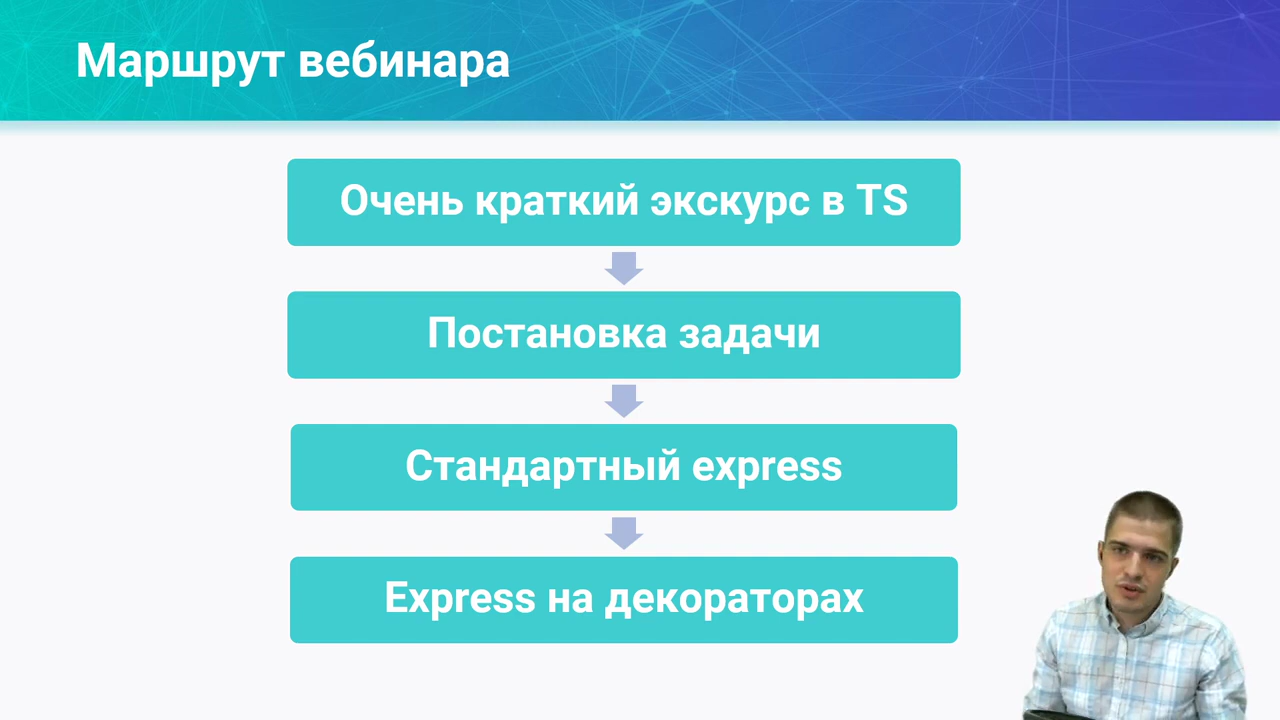 Маршрут вебинара
Очень краткий экскурс в TS
Постановка задачи
Стандартный express
Express на декораторах